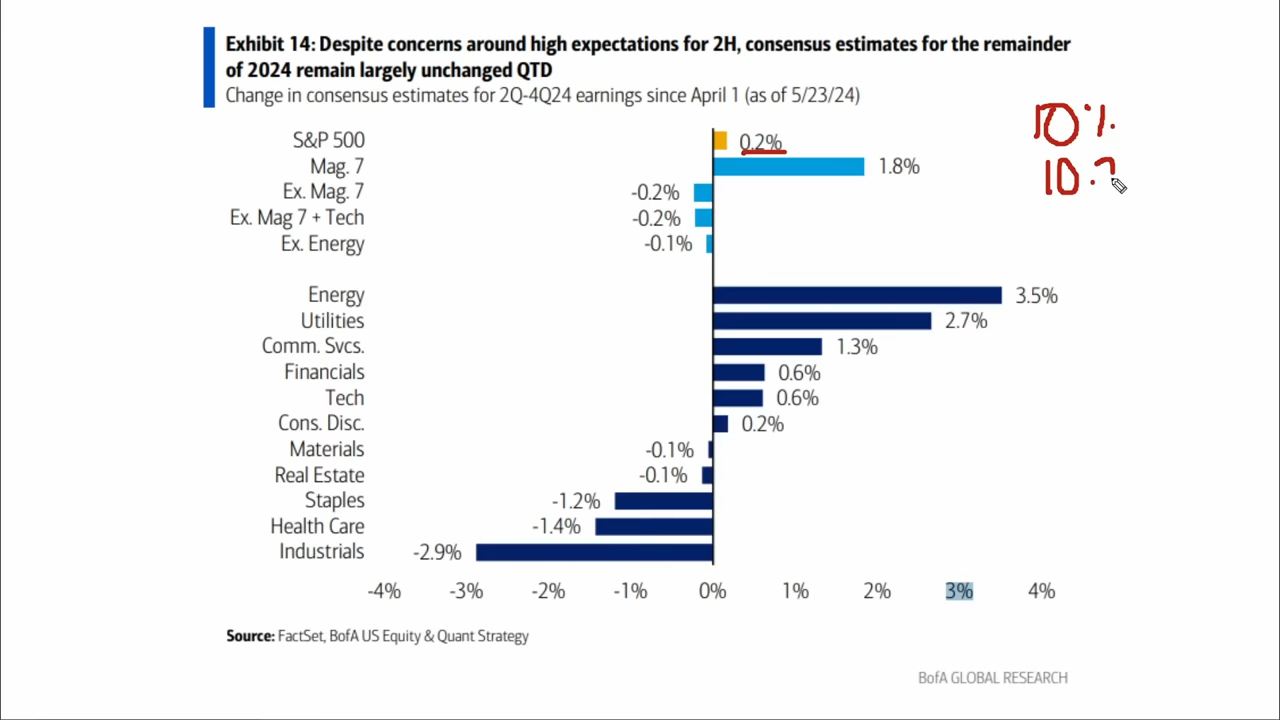 Exhibit 14: Despite concerns around high expectations for 2H, consensus estimates for the remainder
of 2024 remain largely unchanged QTD
Change in consensus estimates for 2Q-4Q24 earnings since April 1 (as of 5/23/24)
10%
10.
S&P 500 0.2%
Mag. 7 1.8%
Ex. Mag. 7 -0.2%
Ex. Mag 7 + Tech -0.2%
Ex. Energy -0.1%
Energy 3.5%
Utilities 2.7%
Comm. Svcs. 1.3%
Financials 0.6%
Tech 0.6%
Cons. Disc. 0.2%
Materials -0.1%
Real Estate -0.1%
Staples -1.2%
Health Care -1.4%
Industrials -2.9%
-4% -3% -2% -1% 0% 1% 2% 3% 4%
Source: FactSet, BofA US Equity & Quant Strategy
BofA GLOBAL RESEARCH